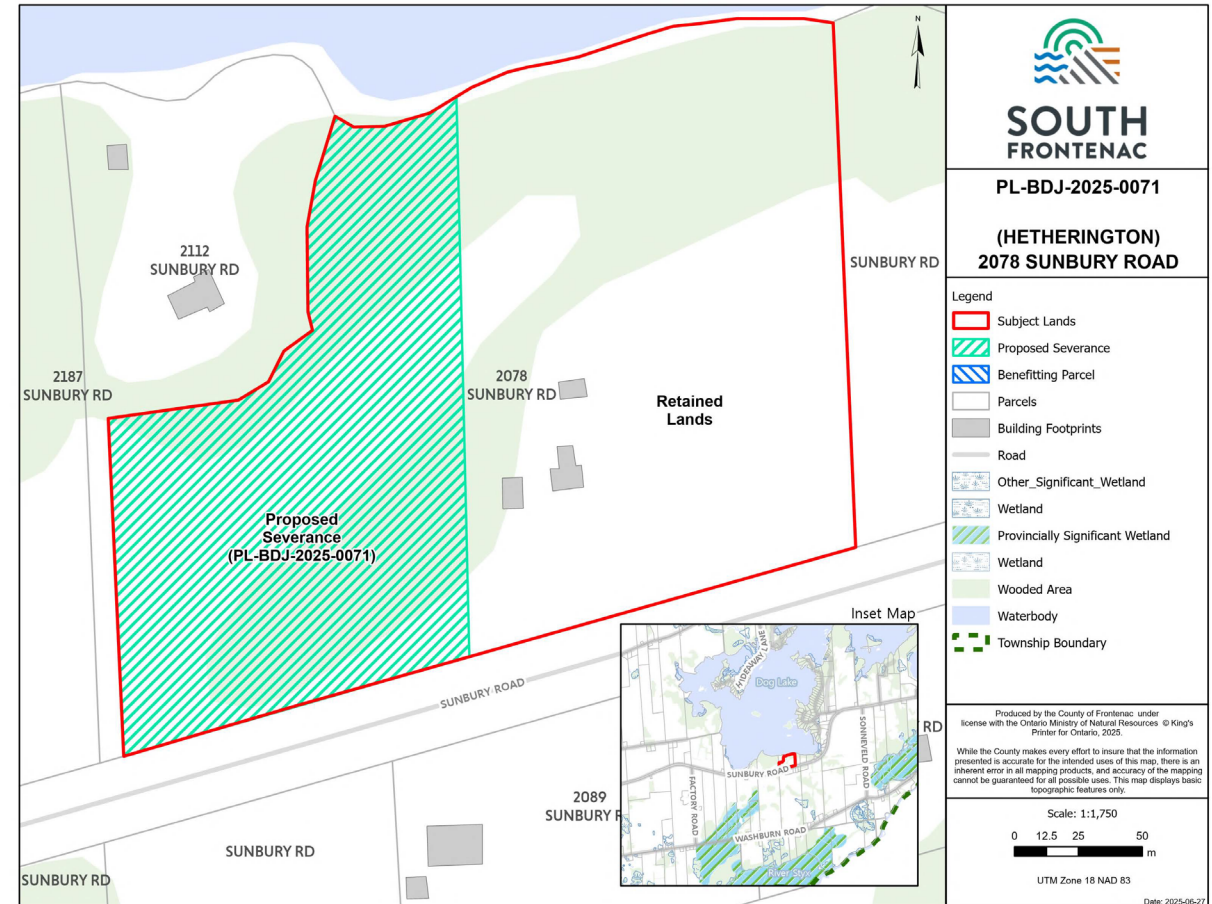 2112
SUNBURY RD
SUNBURY RD
2187
SUNBURY RD
2078
SUNBURY RD
Retained
Lands
Proposed
Severance
(PL-BDJ-2025-0071)
SUNBURY ROAD
2089
SUNBURY R
SUNBURY RD
SUNBURY RD
RD
Inset Map
HIDEAWAY LANE
Dog Lake
SUNBURY ROAD
SONNEVELD ROAD
FACTORY ROAD
WASHBURN ROAD
River Styx
N
SOUTH
FRONTENAC
PL-BDJ-2025-0071
(HETHERINGTON)
2078 SUNBURY ROAD
Legend
Subject Lands
Proposed Severance
Benefitting Parcel
Parcels
Building Footprints
Road
Other_Significant_Wetland
Wetland
Provincially Significant Wetland
Wetland
Wooded Area
Waterbody
Township Boundary
Produced by the County of Frontenac under
license with the Ontario Ministry of Natural Resources © King's
Printer for Ontario, 2025.
While the County makes every effort to insure that the information
presented is accurate for the intended uses of this map, there is an
inherent error in all mapping products, and accuracy of the mapping
cannot be guaranteed for all possible uses. This map displays basic
topographic features only.
Scale: 1:1,750
0 12.5 25 50
m
UTM Zone 18 NAD 83
Date: 2025-06-27